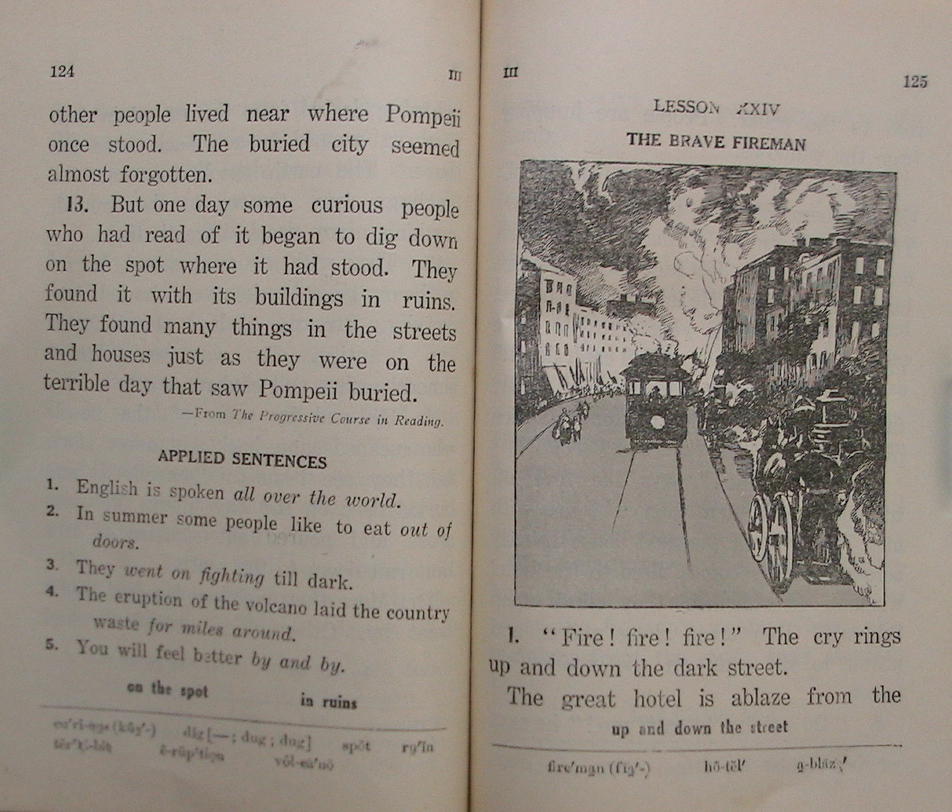 124 III
other people lived near where Pompeii
once stood. The buried city seemed
almost forgotten.
13. But one day some curious people
who had read of it began to dig down
on the spot where it had stood. They
found it with its buildings in ruins.
They found many things in the streets
and houses just as they were on the
terrible day that saw Pompeii buried.
—From The Progressive Course in Reading.
APPLIED SENTENCES
1. English is spoken all over the world.
2. In summer some people like to eat out of
doors.
3. They went on fighting till dark.
4. The eruption of the volcano laid the country
waste for miles around.
5. You will feel better by and by.
on the spot in ruins
dig [—; dug; dug] spŏt
III 125
LESSON XXIV
THE BRAVE FIREMAN
1. “Fire! fire! fire!” The cry rings
up and down the dark street.
The great hotel is ablaze from the
up and down the street
hō-tĕl′